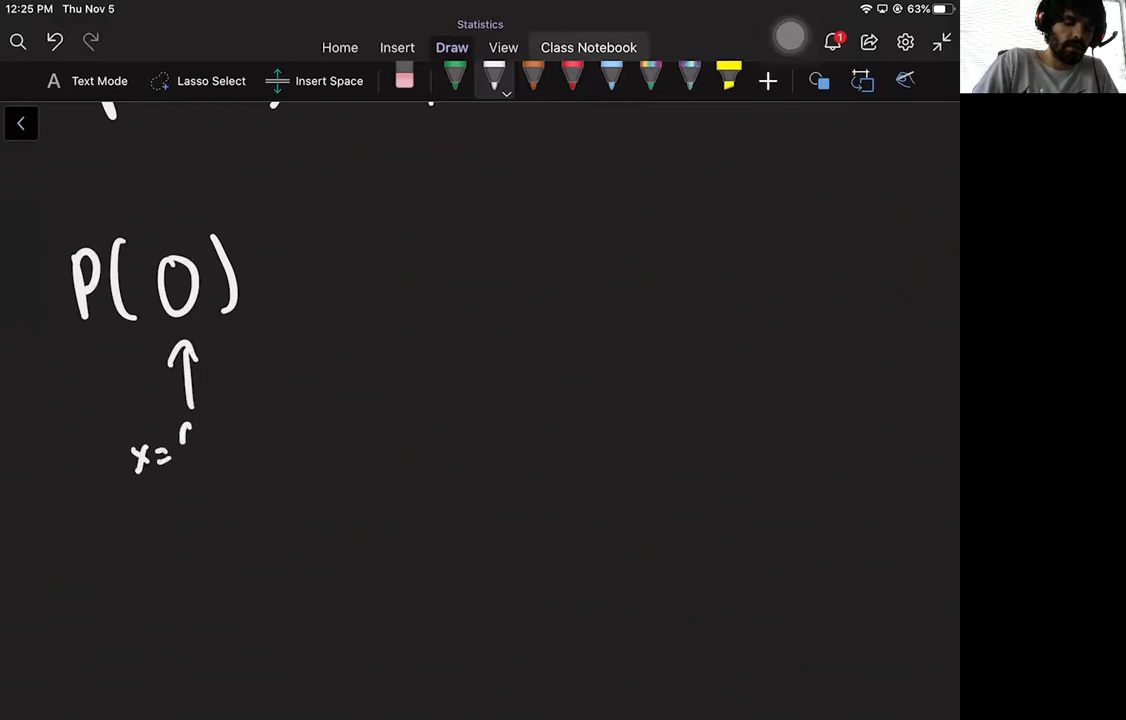 12:25 PM Thu Nov 5
63%
Statistics
Home Insert Draw View Class Notebook
1
A Text Mode Lasso Select Insert Space
P(0)
x=